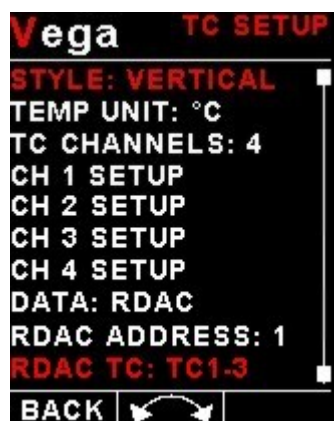 Vega TC SETUP
STYLE: VERTICAL
TEMP UNIT: °C
TC CHANNELS: 4
CH 1 SETUP
CH 2 SETUP
CH 3 SETUP
CH 4 SETUP
DATA: RDAC
RDAC ADDRESS: 1
RDAC TC: TC1-3
BACK